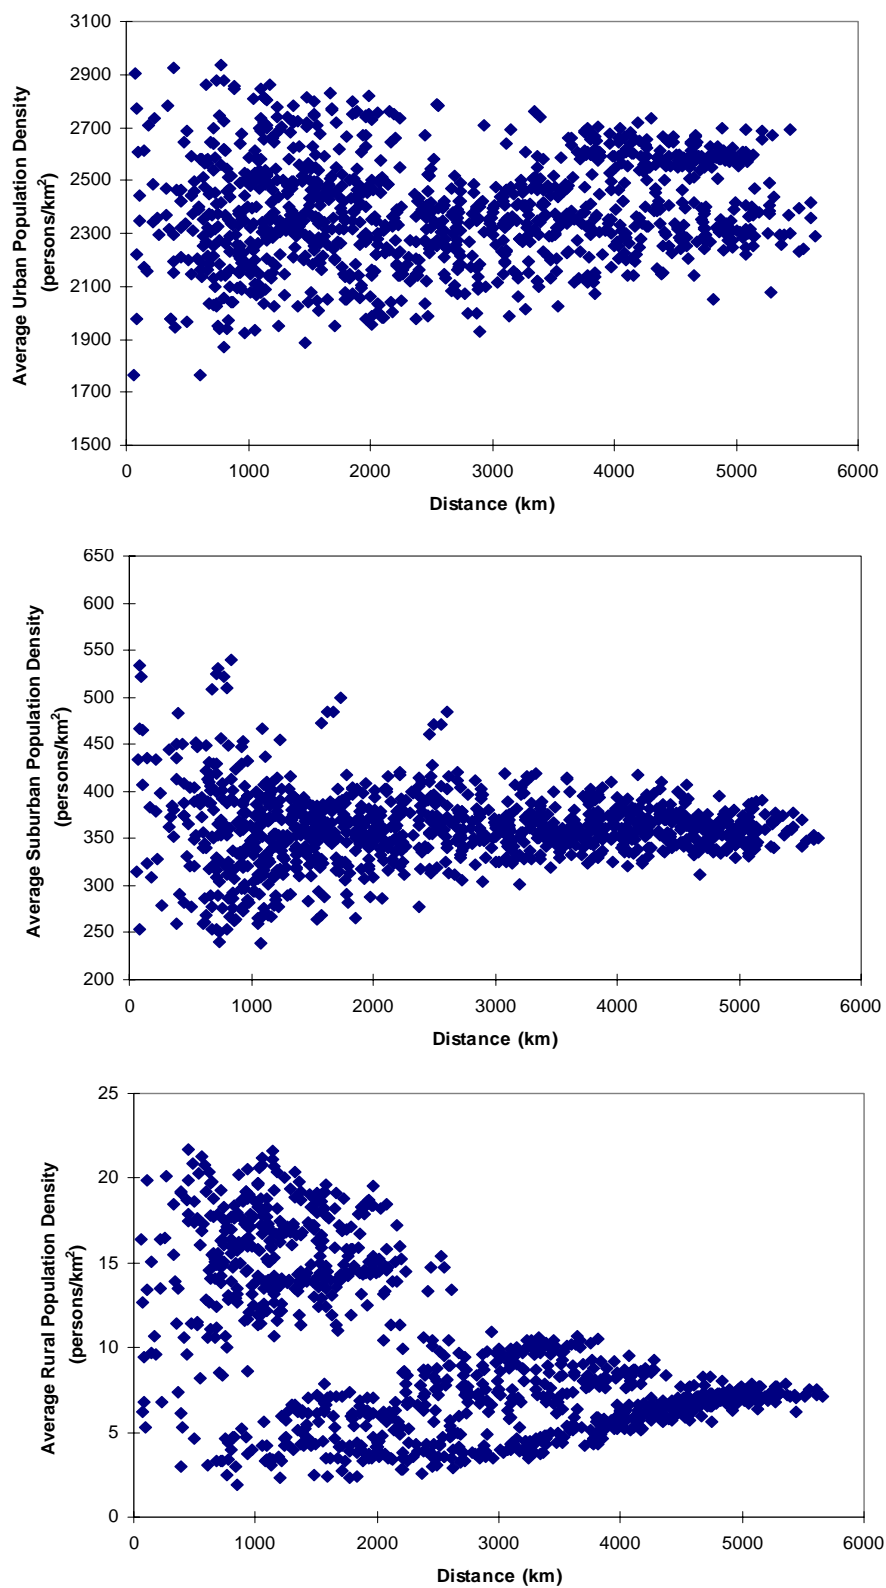 Average Urban Population Density
(persons/km²)
3100
2900
2700
2500
2300
2100
1900
1700
1500
0 1000 2000 3000 4000 5000 6000
Distance (km)
Average Suburban Population Density
(persons/km²)
650
600
550
500
450
400
350
300
250
200
0 1000 2000 3000 4000 5000 6000
Distance (km)
Average Rural Population Density
(persons/km²)
25
20
15
10
5
0
0 1000 2000 3000 4000 5000 6000
Distance (km)